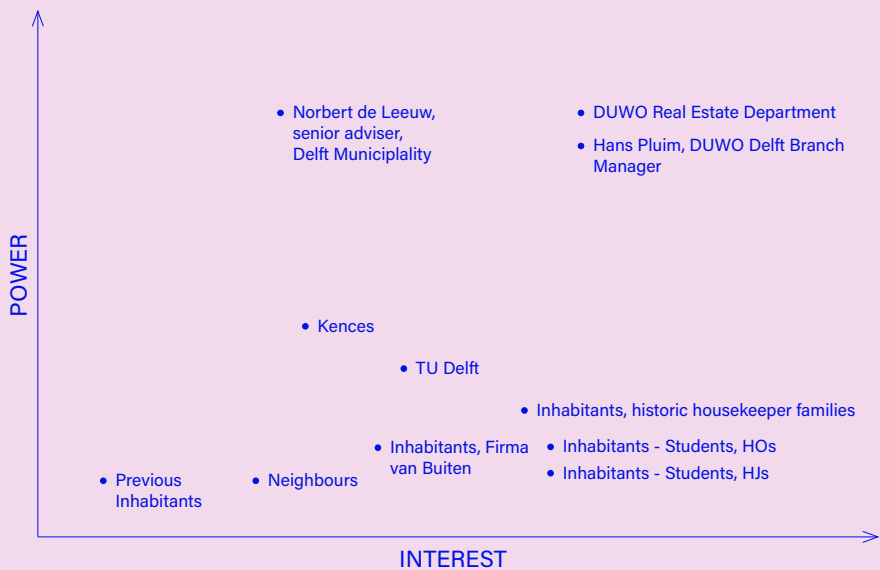 Norbert de Leeuw,
senior adviser,
Delft Municiplality
DUWO Real Estate Department
Hans Pluim, DUWO Delft Branch
Manager
POWER
Kences
TU Delft
Inhabitants, historic housekeeper families
Inhabitants, Firma
van Buiten
Inhabitants - Students, HOs
Inhabitants - Students, HJs
Previous
Inhabitants
Neighbours
INTEREST